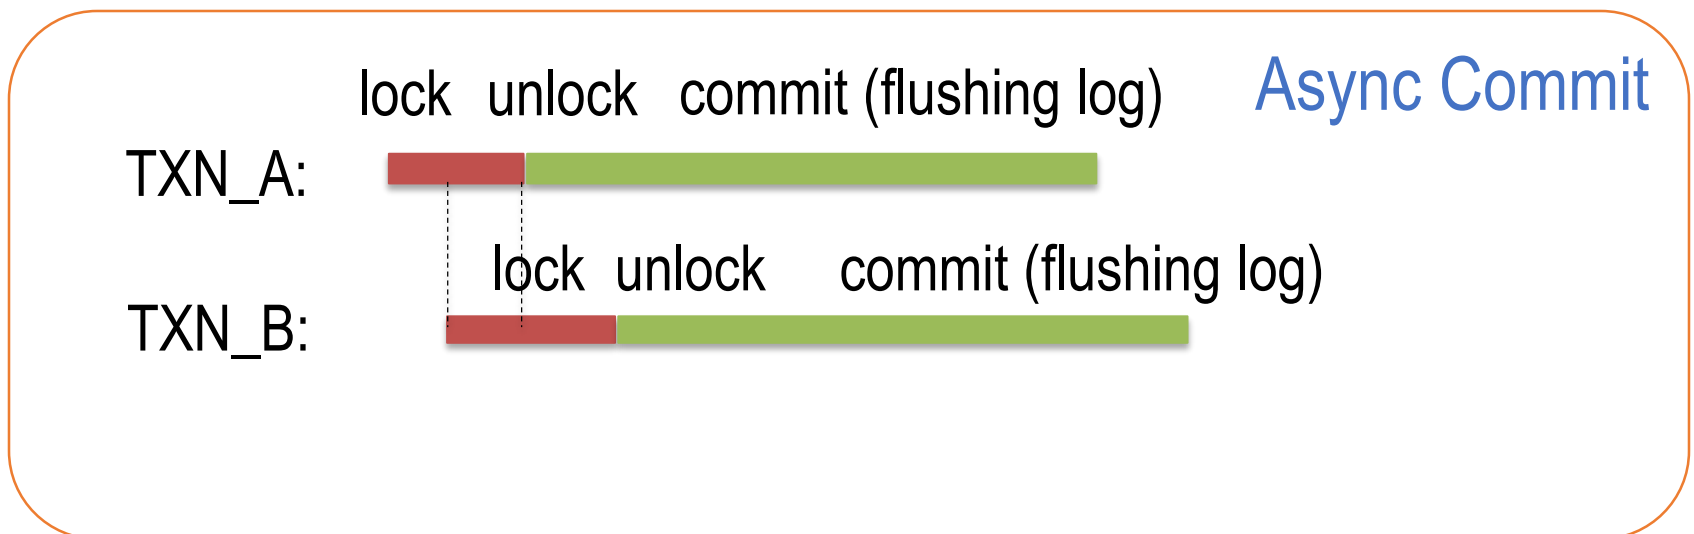 Async Commit
lock unlock commit (flushing log)
TXN_A:
lock unlock commit (flushing log)
TXN_B: